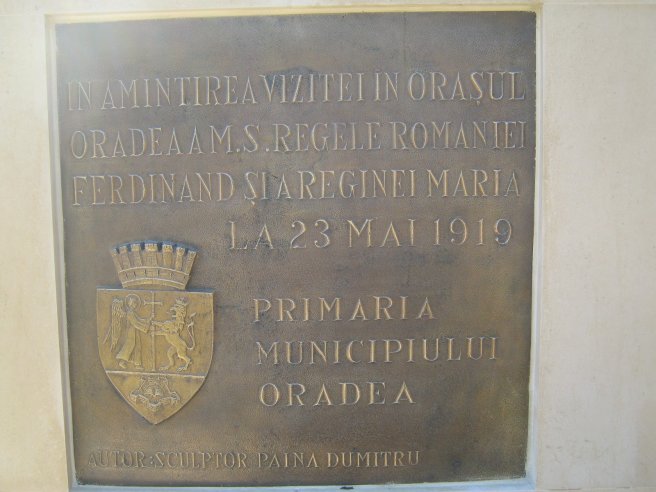 IN AMINTIREA VIZITEI IN ORAȘUL
ORADEA A M.S. REGELE ROMANIEI
FERDINAND ȘI A REGINEI MARIA
LA 23 MAI 1919
PRIMARIA
MUNICIPIULUI
ORADEA
AUTOR: SCULPTOR PAINA DUMITRU